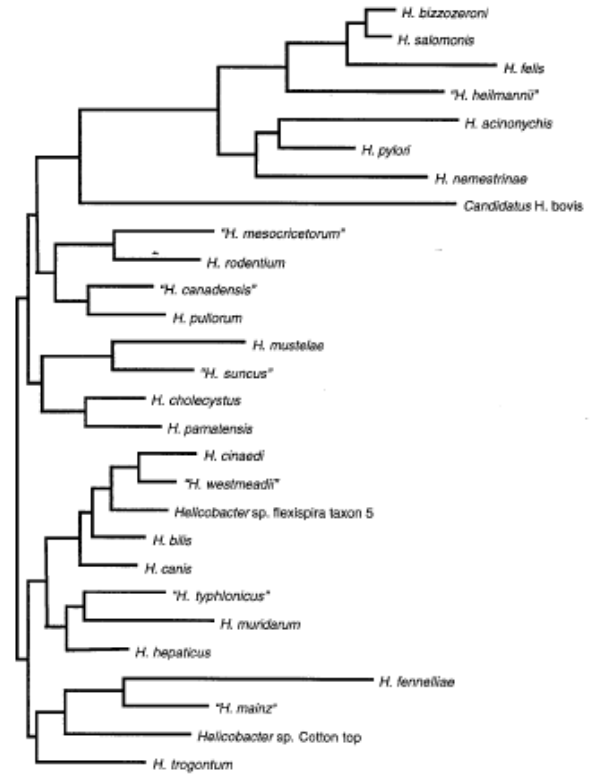 H. bizzozeroni
H. salomonis
H. felis
"H. heilmannii"
H. acinonychis
H. pylori
H. nemestrinae
Candidatus H. bovis
"H. mesocricetorum"
H. rodentium
"H. canadensis"
H. pullorum
H. mustelae
"H. suncus"
H. cholecystus
H. pamatensis
H. cinaedi
"H. westmeadii"
Helicobacter sp. flexispira taxon 5
H. bilis
H. canis
"H. typhlonicus"
H. muridarum
H. hepaticus
H. fennelliae
"H. mainz"
Helicobacter sp. Cotton top
H. trogontum